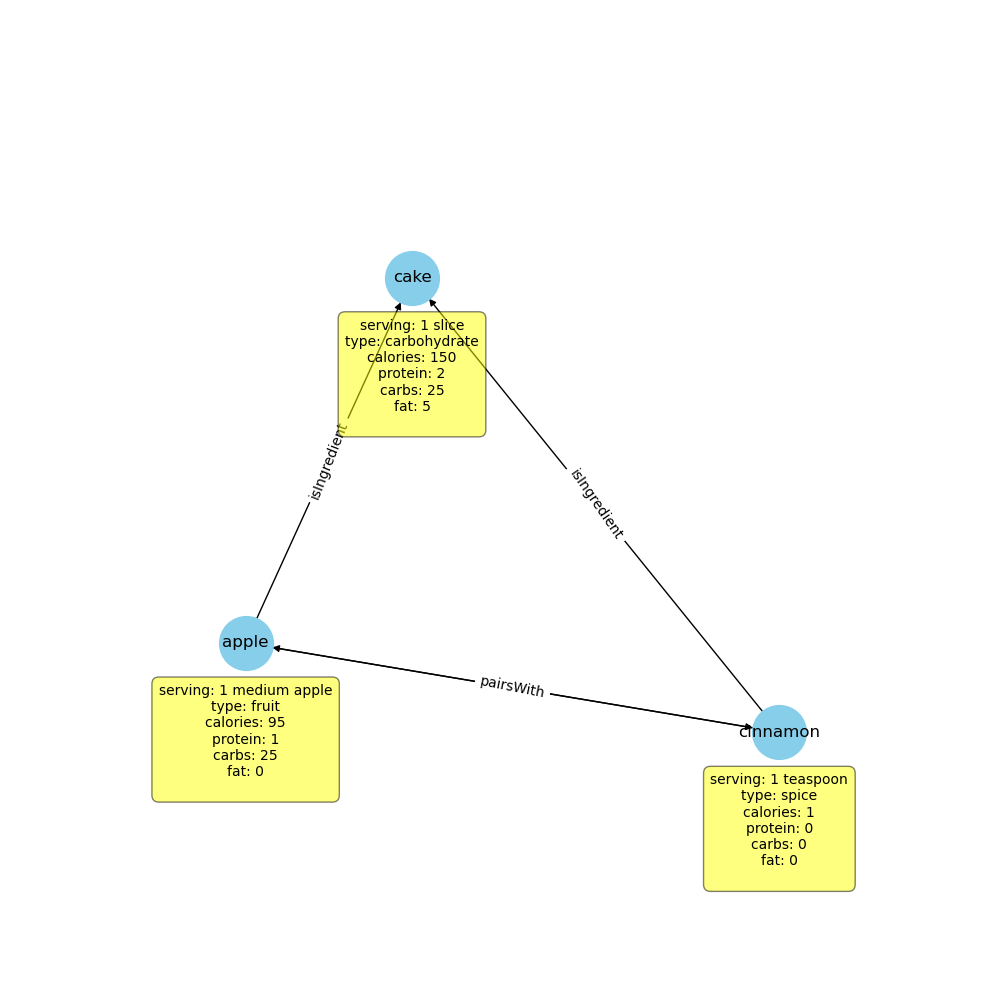 cake
serving: 1 slice
type: carbohydrate
calories: 150
protein: 2
carbs: 25
fat: 5
isIngredient
isIngredient
apple
pairsWith
serving: 1 medium apple
type: fruit
calories: 95
protein: 1
carbs: 25
fat: 0
cinnamon
serving: 1 teaspoon
type: spice
calories: 1
protein: 0
carbs: 0
fat: 0